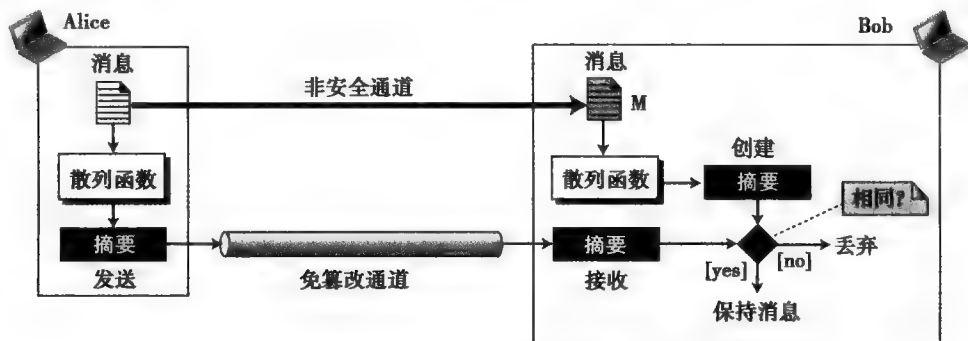 Alice
Bob
消息
消息
非安全通道
M
散列函数
散列函数
创建
摘要
相同?
摘要
摘要
丢弃
[yes]
[no]
发送
免篡改通道
接收
保持消息